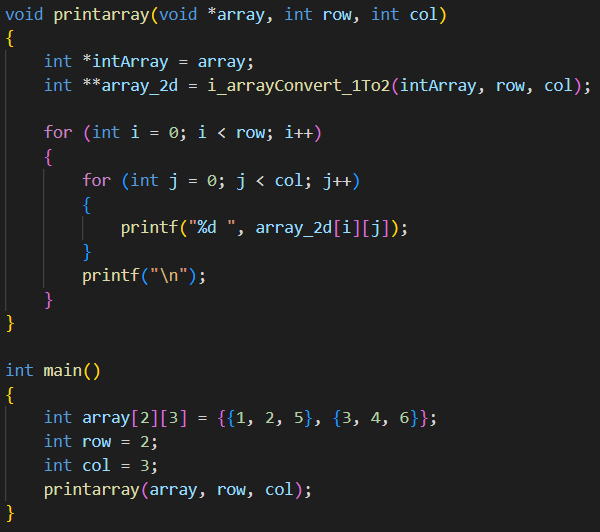 void printarray(void *array, int row, int col)
{
    int *intArray = array;
    int **array_2d = i_arrayConvert_1To2(intArray, row, col);

    for (int i = 0; i < row; i++)
    {
        for (int j = 0; j < col; j++)
        {
            printf("%d ", array_2d[i][j]);
        }
        printf("\n");
    }
}

int main()
{
    int array[2][3] = {{1, 2, 5}, {3, 4, 6}};
    int row = 2;
    int col = 3;
    printarray(array, row, col);
}